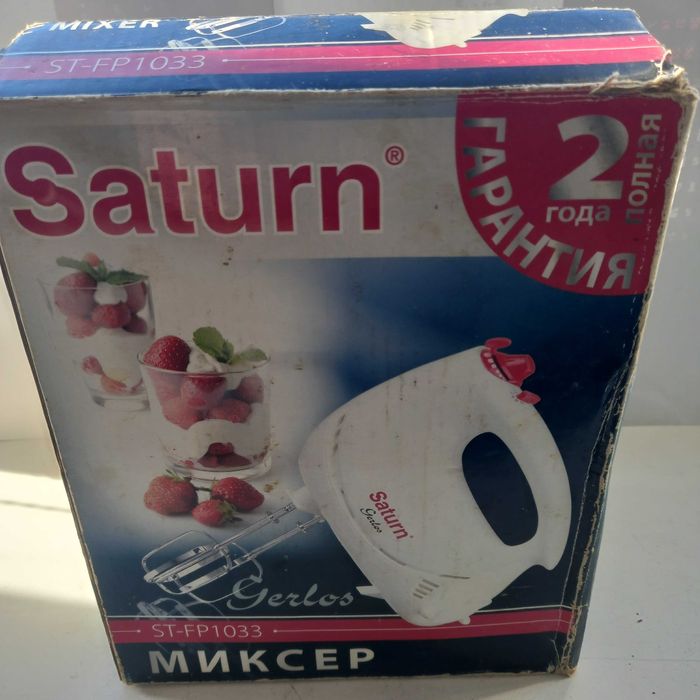 MIXER
ST-FP1033
Saturn®
2
года
ПОЛНАЯ
ГАРАНТИЯ
Saturn
Gerlos
Gerlos
ST-FP1033
МИКСЕР